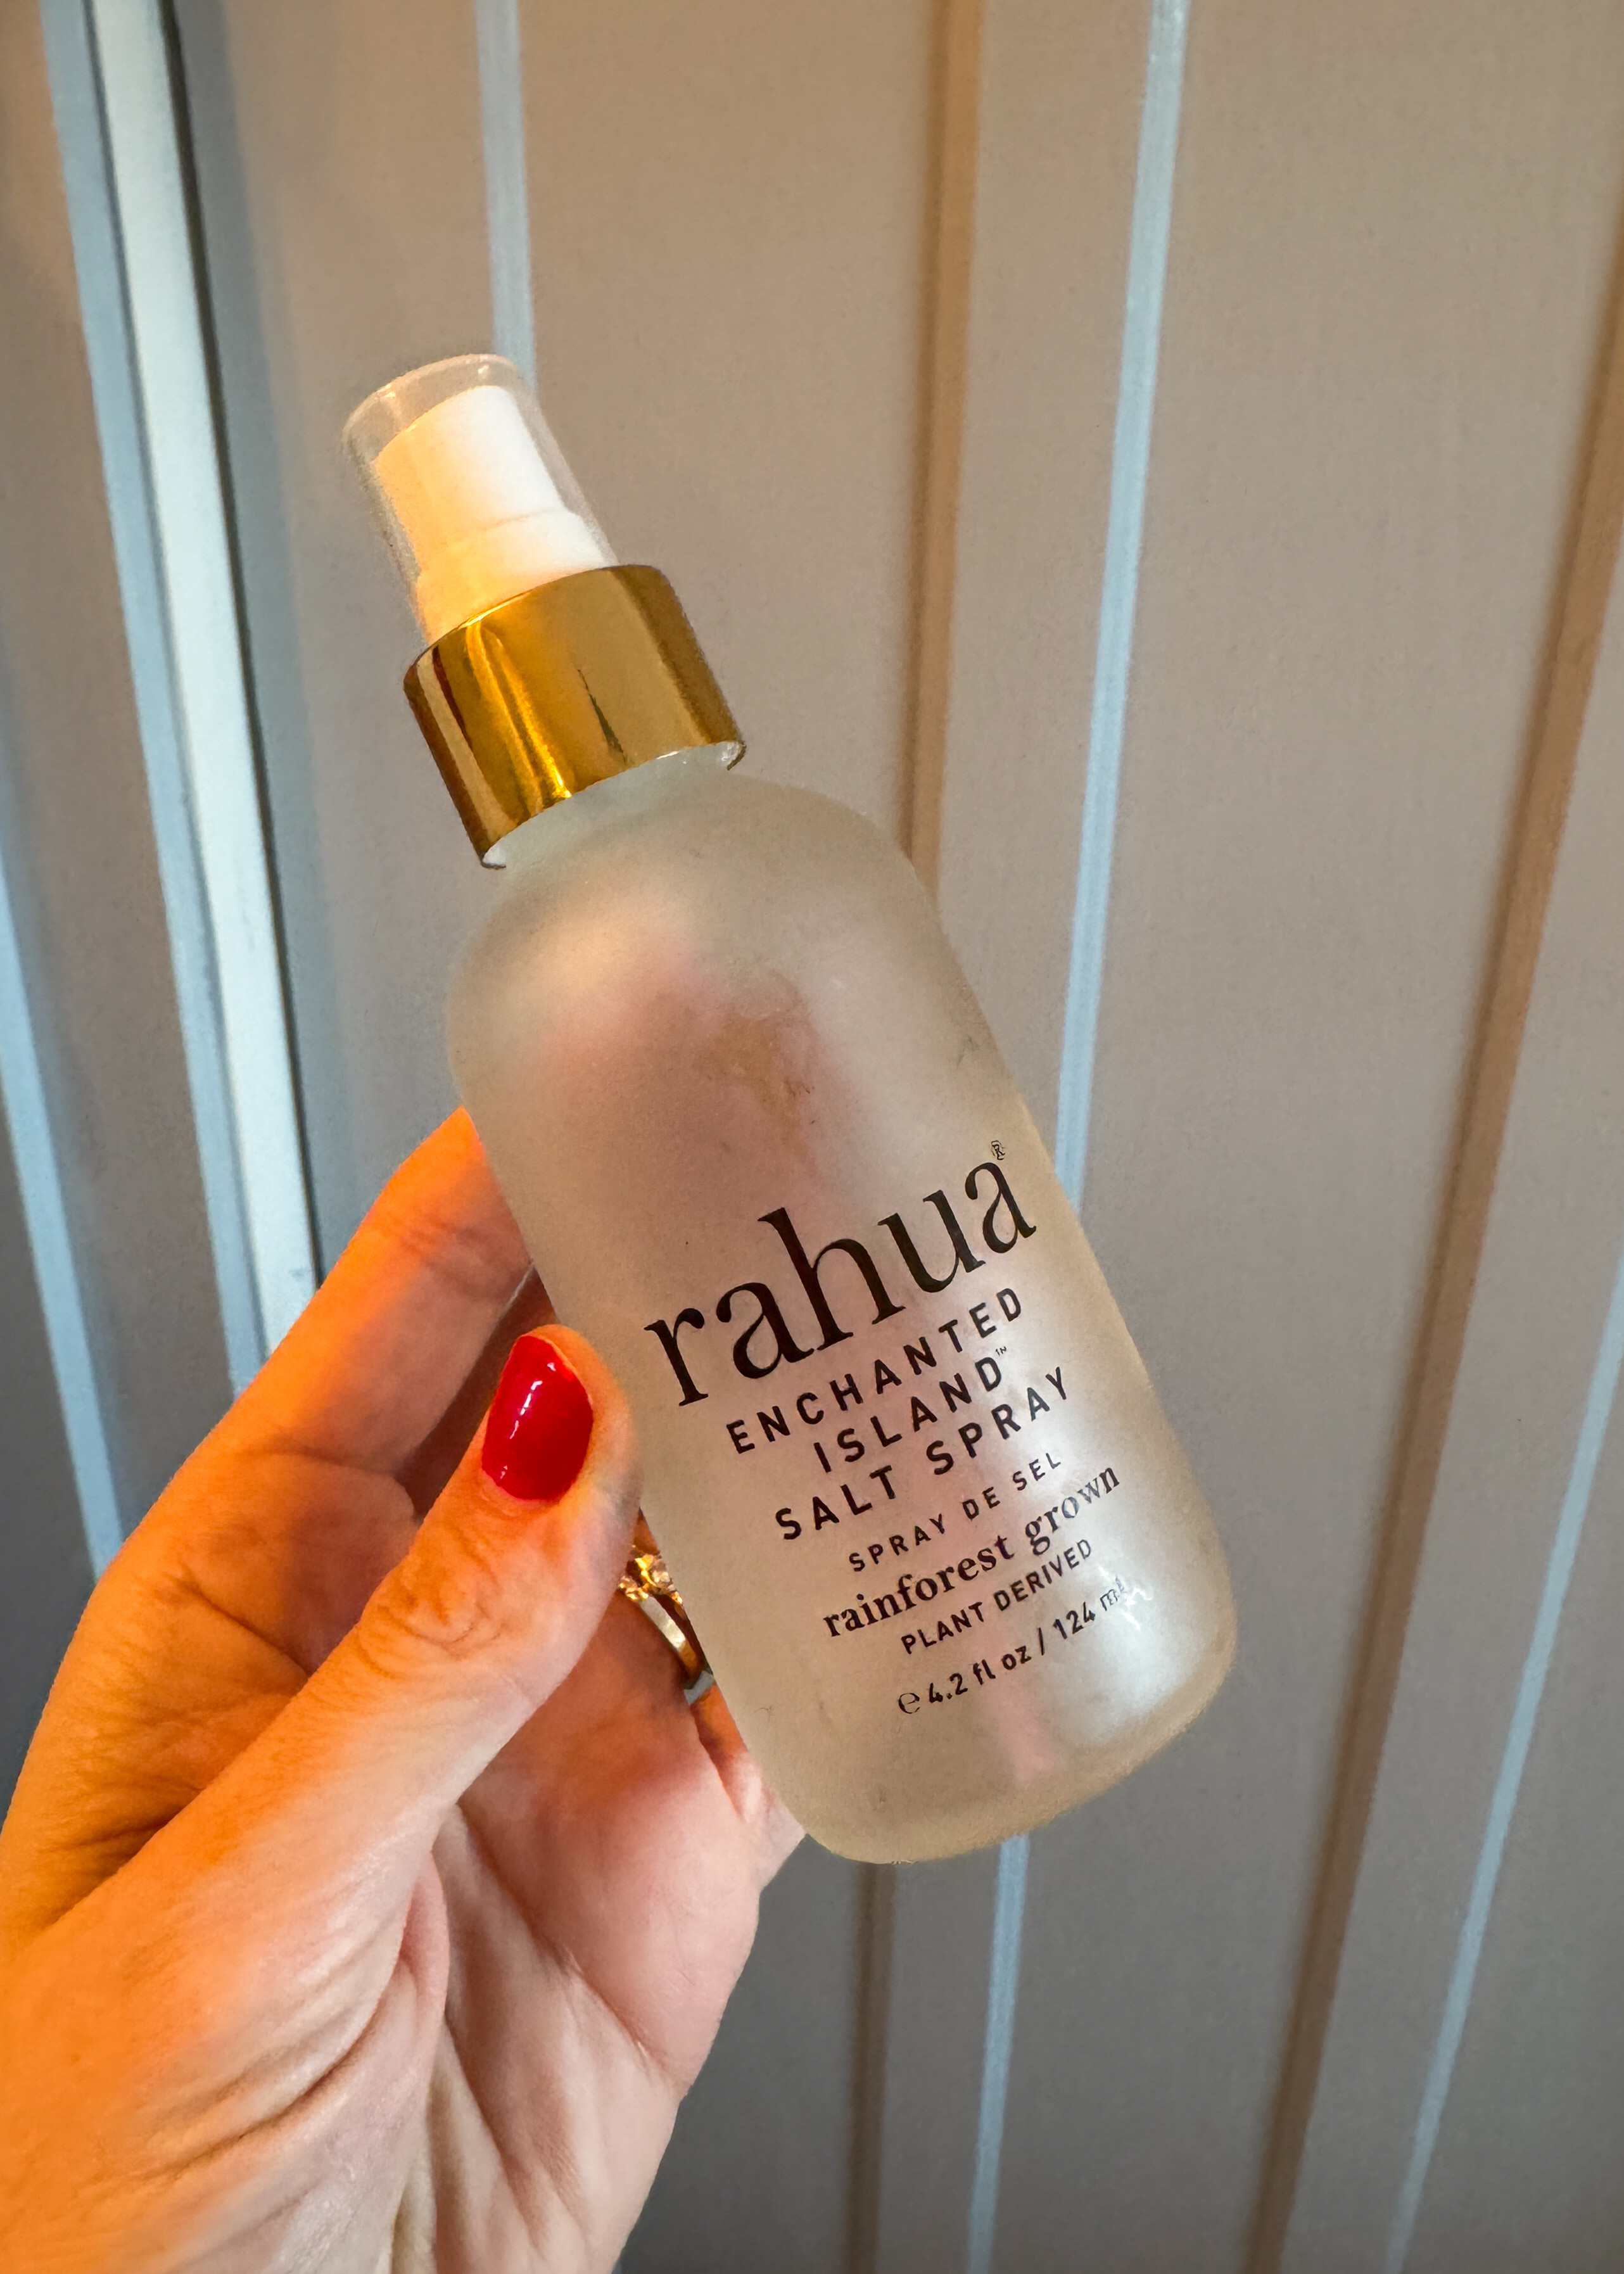 rahua®
ENCHANTED
ISLAND™
SALT SPRAY
SPRAY DE SEL
rainforest grown
PLANT DERIVED
℮ 4.2 fl oz / 124 ml